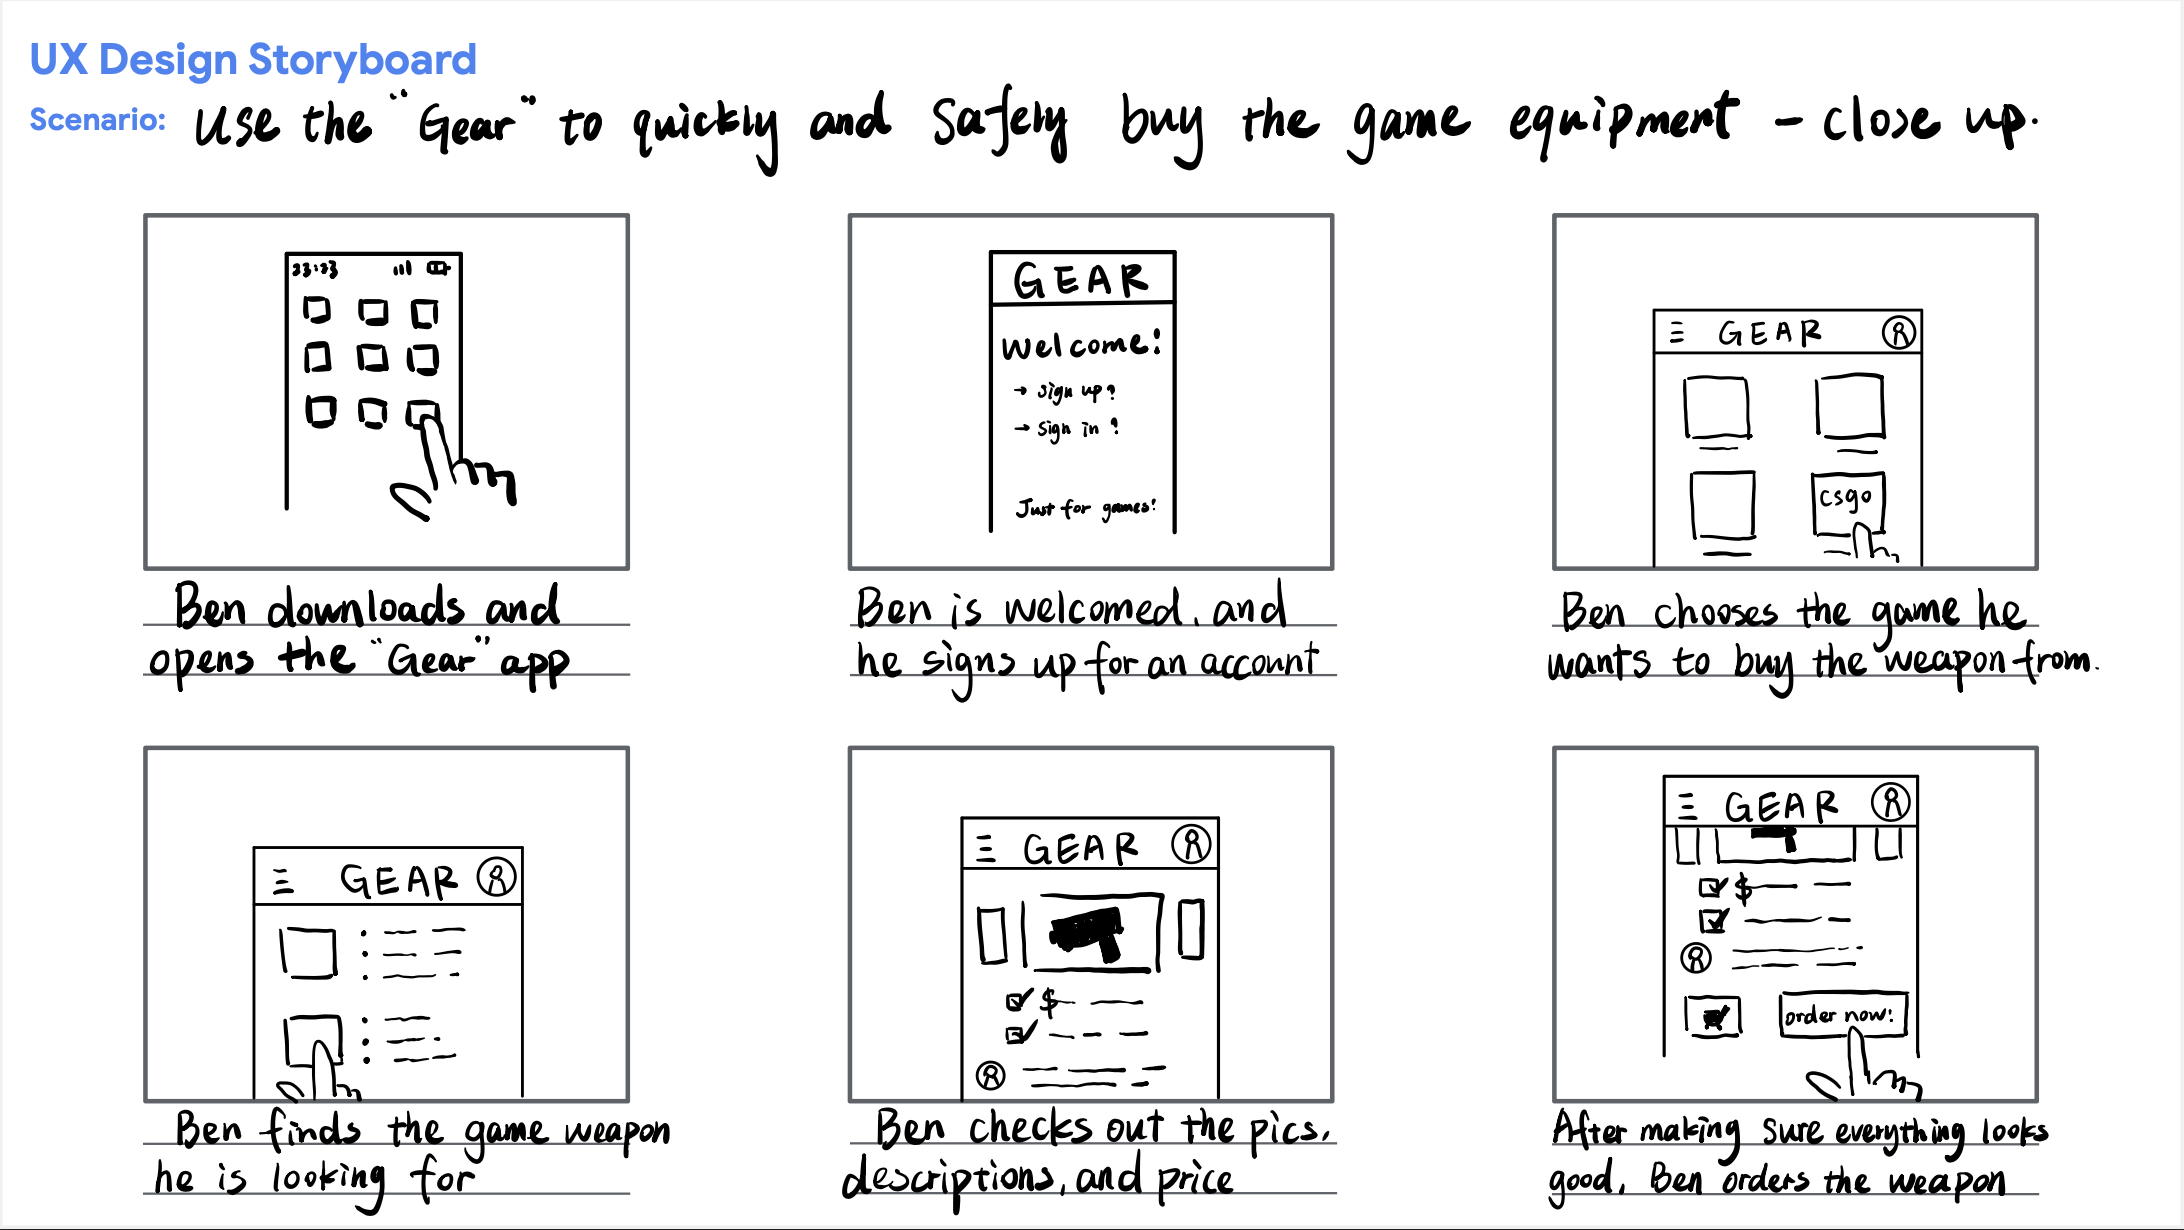 UX Design Storyboard
Scenario: Use the "Gear" to quickly and safely buy the game equipment - close up.
23:23
Ben downloads and
opens the "Gear" app
GEAR
Welcome!
→ sign up?
→ sign in?
Just for games!
Ben is welcomed, and
he signs up for an account
GEAR
csgo
Ben chooses the game he
wants to buy the weapon from.
GEAR
Ben finds the game weapon
he is looking for
GEAR
$
Ben checks out the pics,
descriptions, and price
GEAR
$
order now!
After making sure everything looks
good, Ben orders the weapon